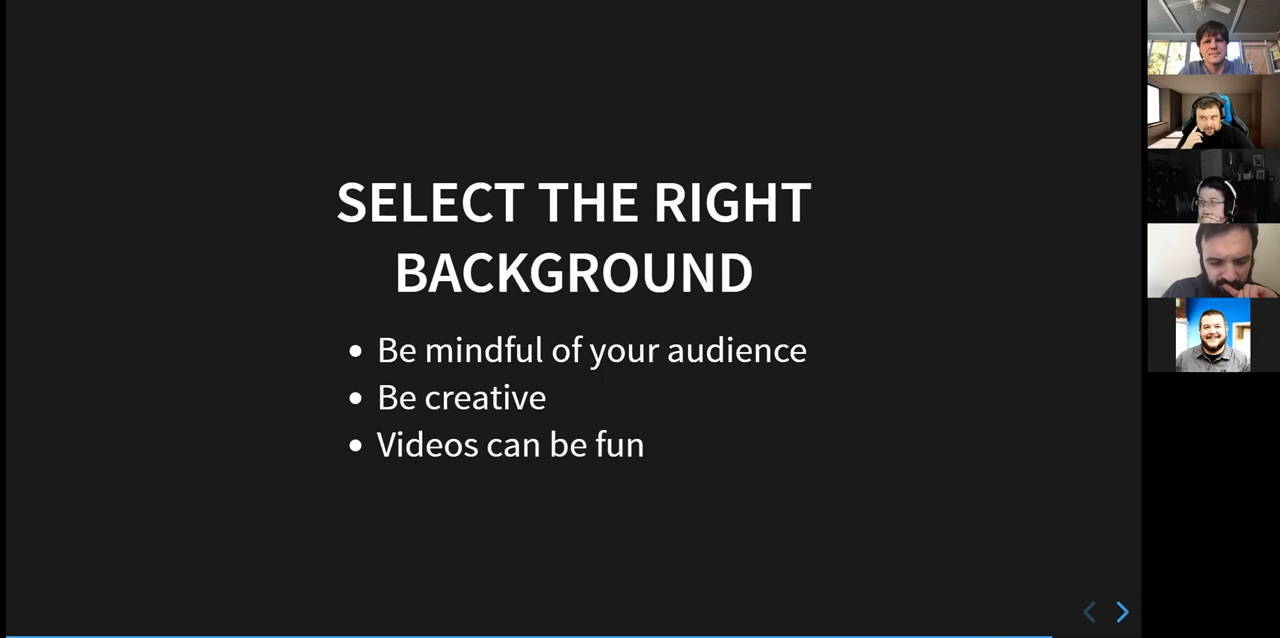 SELECT THE RIGHT
BACKGROUND
Be mindful of your audience
Be creative
Videos can be fun